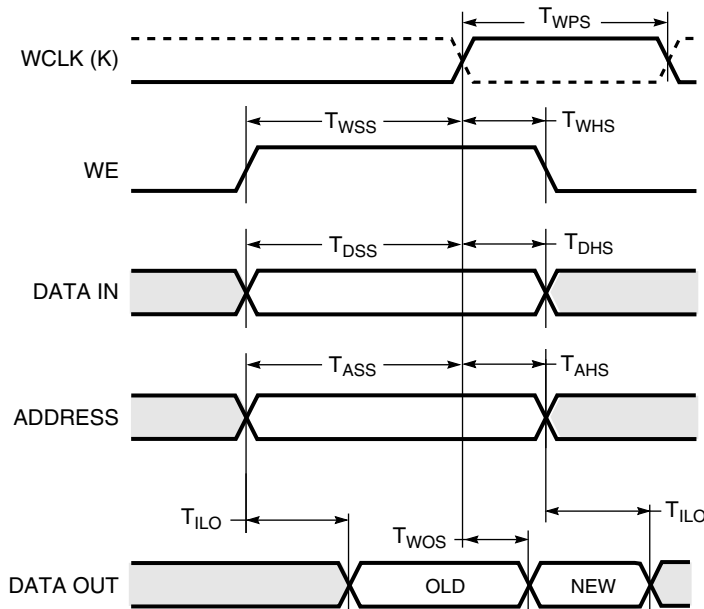 T_WPS
WCLK (K)
T_WSS T_WHS
WE
T_DSS T_DHS
DATA IN
T_ASS T_AHS
ADDRESS
T_ILO T_WOS T_ILO
DATA OUT OLD NEW